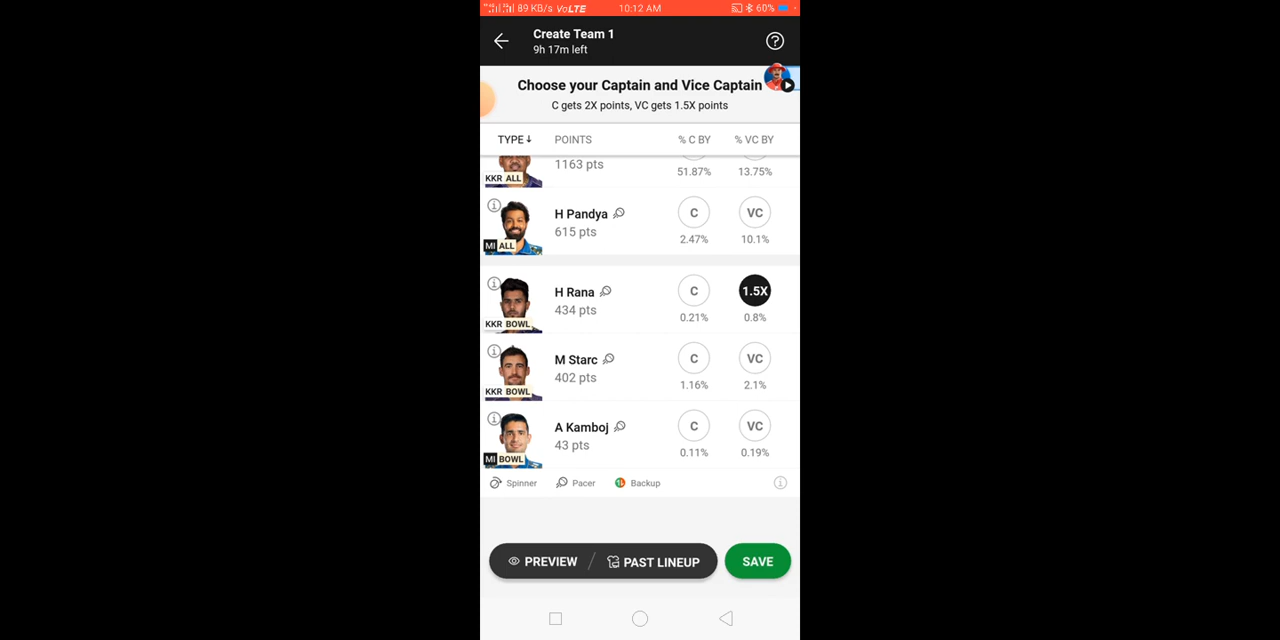 89 KB/s VoLTE 10:12 AM 60%
Create Team 1
9h 17m left
Choose your Captain and Vice Captain
C gets 2X points, VC gets 1.5X points
TYPE↓ POINTS % C BY % VC BY
1163 pts
KKR ALL 51.87% 13.75%
H Pandya C VC
615 pts
MI ALL 2.47% 10.1%
H Rana C 1.5X
434 pts
KKR BOWL 0.21% 0.8%
M Starc C VC
402 pts
KKR BOWL 1.16% 2.1%
A Kamboj C VC
43 pts
MI BOWL 0.11% 0.19%
Spinner Pacer Backup
PREVIEW / PAST LINEUP SAVE